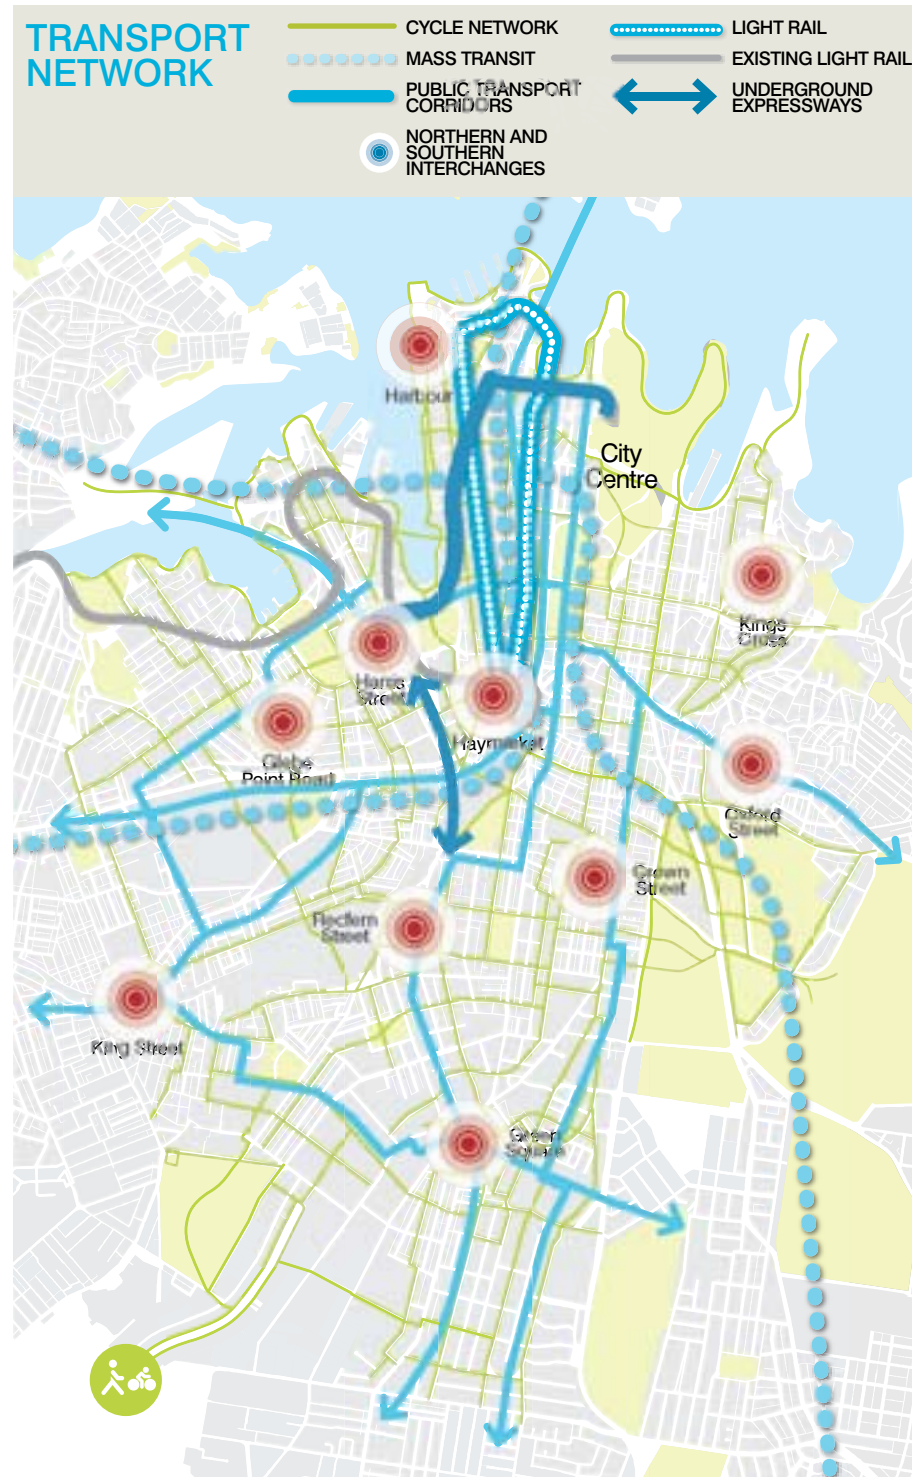 TRANSPORT
NETWORK
CYCLE NETWORK
MASS TRANSIT
PUBLIC TRANSPORT
CORRIDORS
NORTHERN AND
SOUTHERN
INTERCHANGES
LIGHT RAIL
EXISTING LIGHT RAIL
UNDERGROUND
EXPRESSWAYS
Harbour
City
Centre
Kings
Cross
Harris
Street
Haymarket
Glebe
Point Road
Oxford
Street
Crown
Street
Redfern
Street
King Street
Green
Square